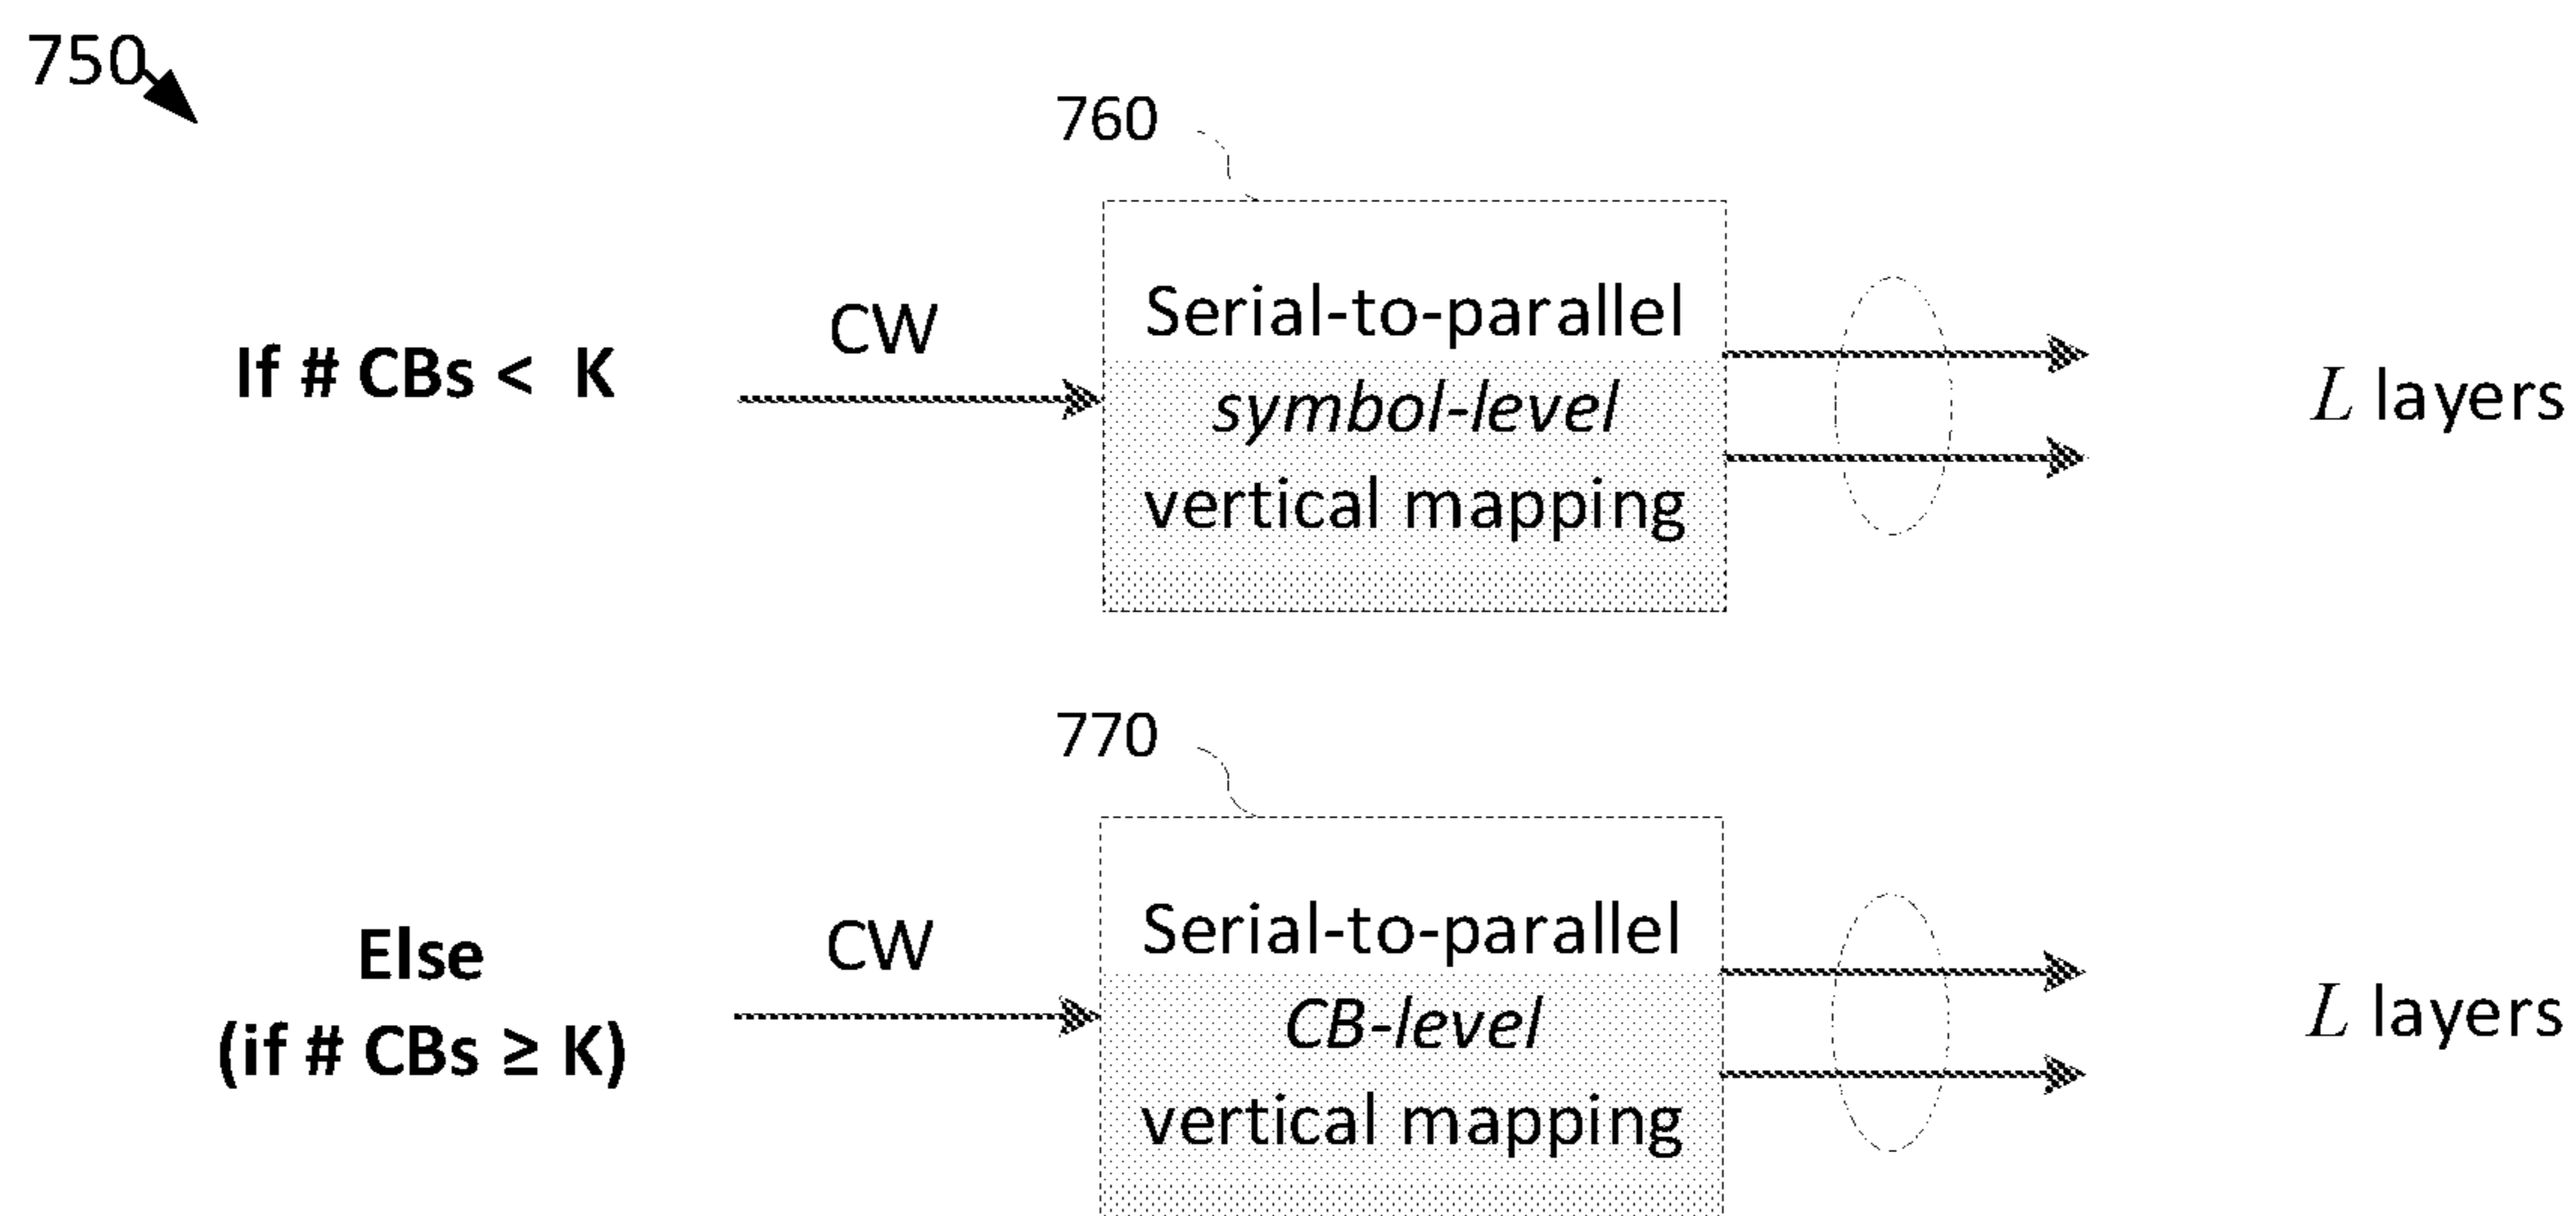 750
760
If # CBs < K
CW
Serial-to-parallel
symbol-level
vertical mapping
L layers
770
Else
(if # CBs ≥ K)
CW
Serial-to-parallel
CB-level
vertical mapping
L layers